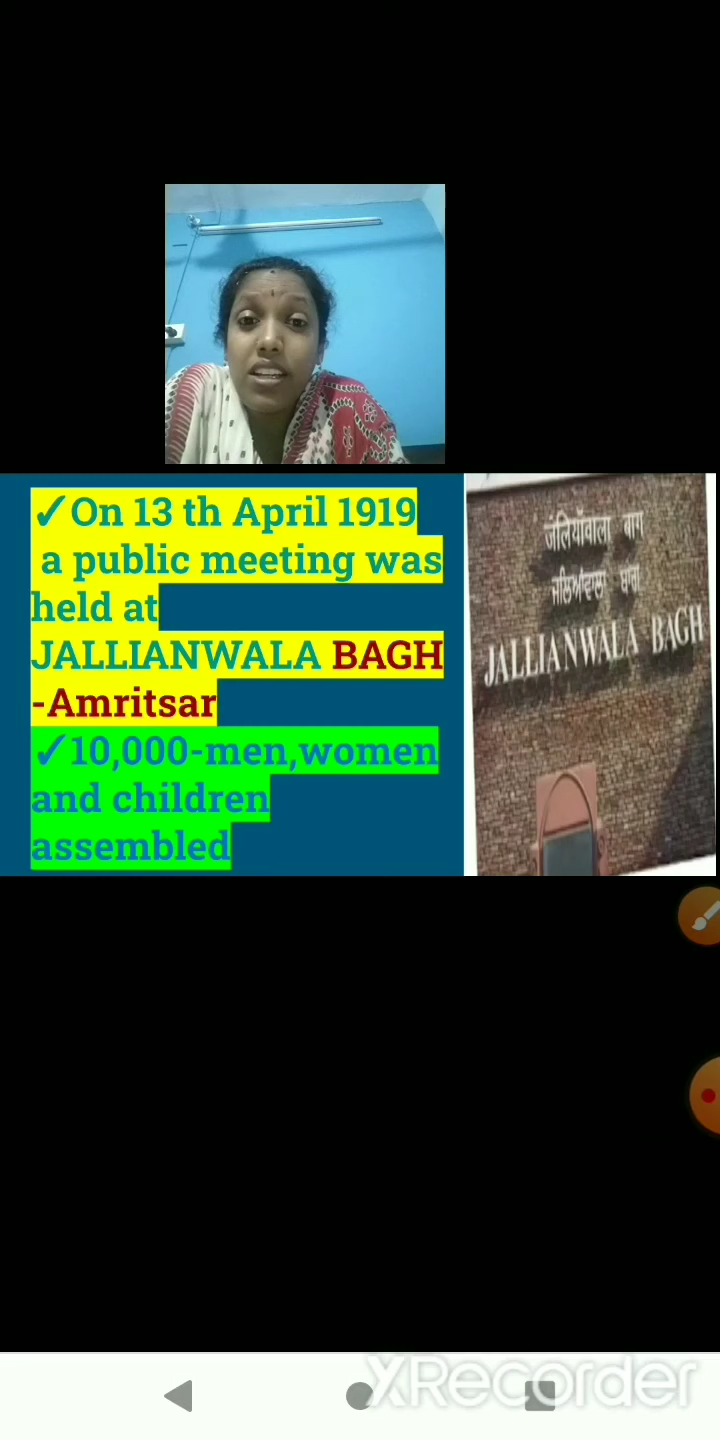 ✓On 13 th April 1919
a public meeting was
held at
JALLIANWALA BAGH
-Amritsar
✓10,000-men,women
and children
assembled
जलियाँवाला बाग
ਜਲਿਆਂਵਾਲਾ ਬਾਗ
JALLIANWALA BAGH
XRecorder